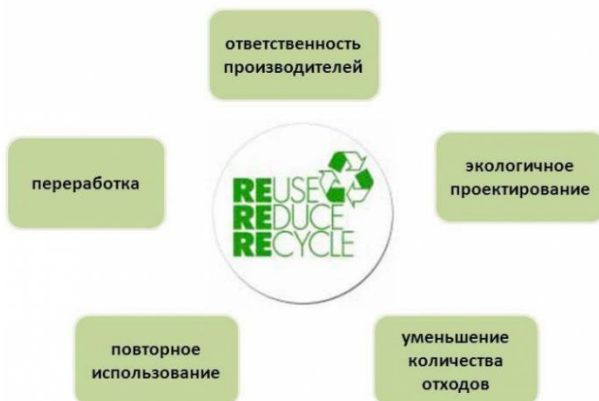 ответственность
производителей
переработка
экологичное
проектирование
REUSE
REDUCE
RECYCLE
повторное
использование
уменьшение
количества
отходов